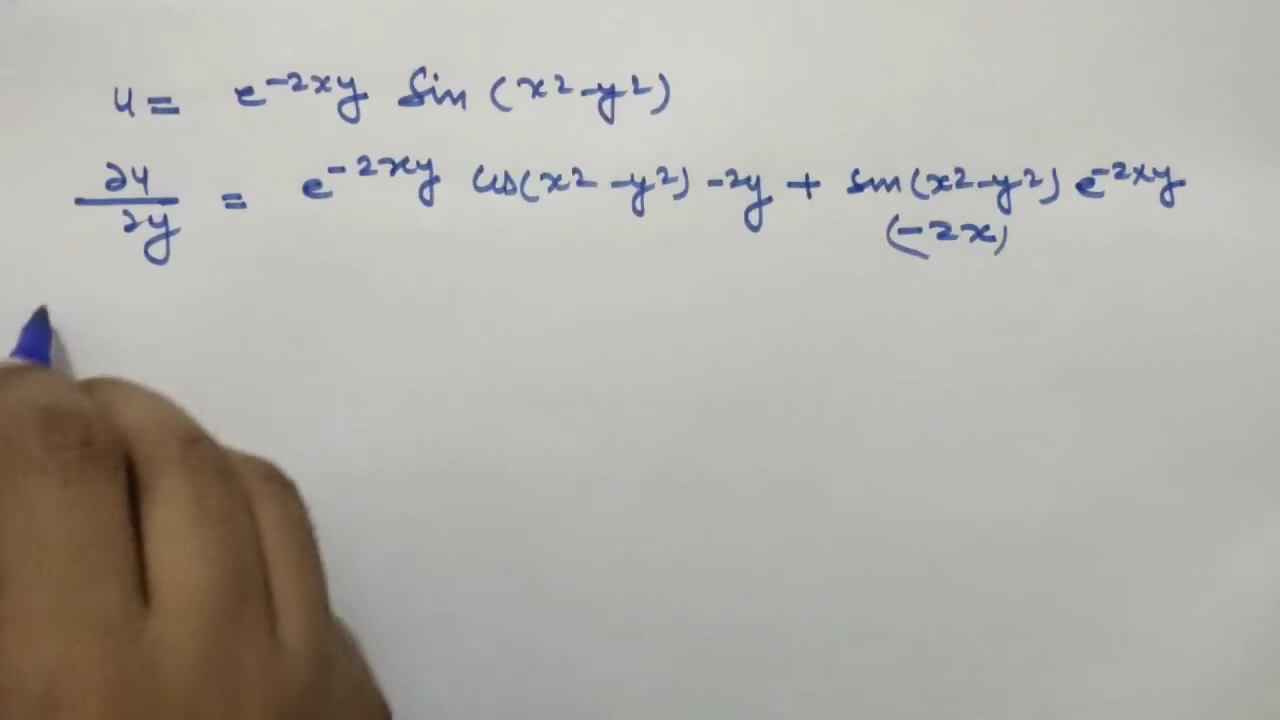 u = e^{-2xy} Sin (x² - y²)
∂u/∂y = e^{-2xy} cos(x² - y²) -2y + sin(x² - y²) e^{-2xy}
(-2x)